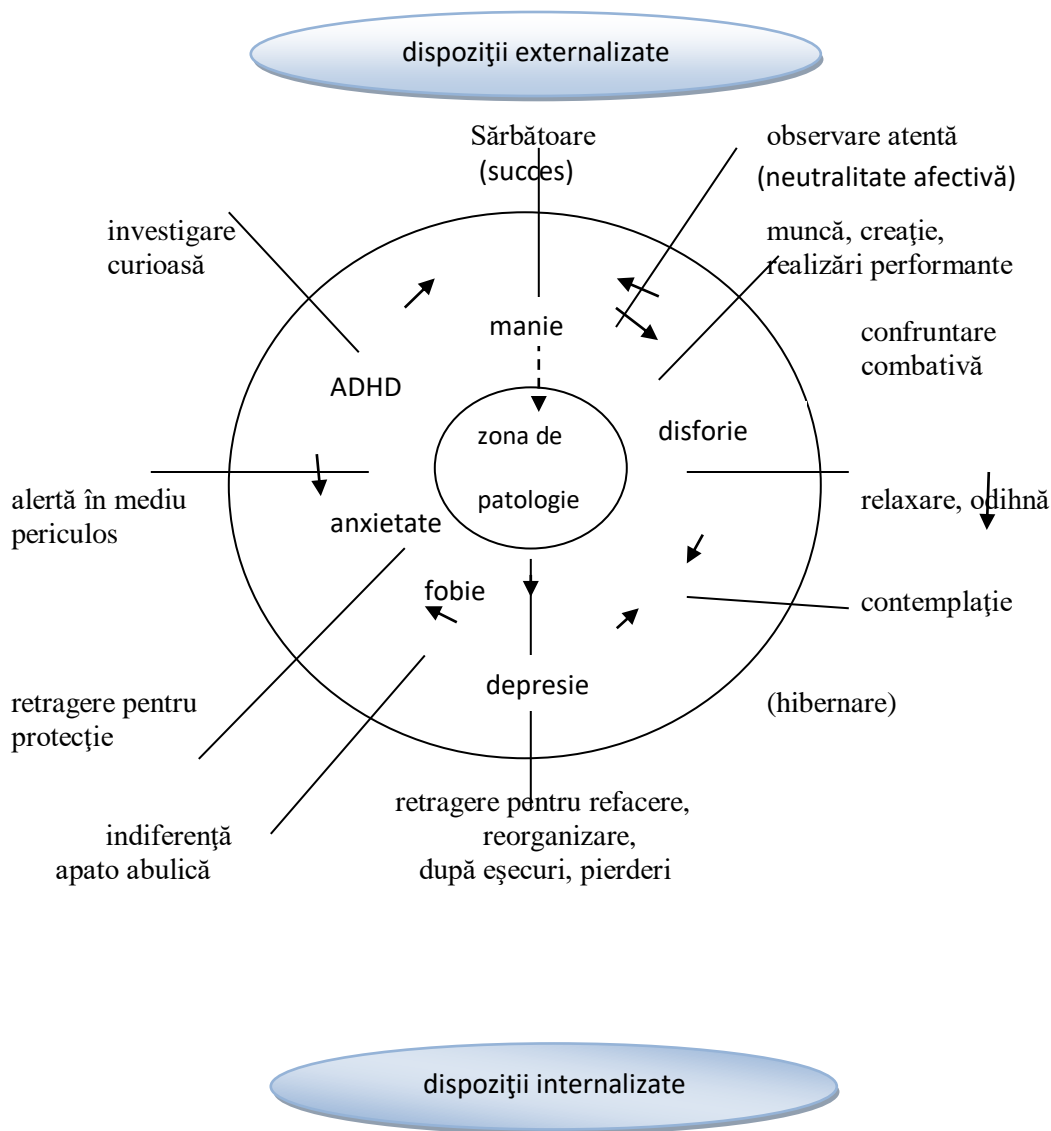 dispoziţii externalizate
Sărbătoare
(succes)
observare atentă
(neutralitate afectivă)
investigare
curioasă
muncă, creaţie,
realizări performante
manie
confruntare
combativă
ADHD
zona de
patologie
disforie
alertă în mediu
periculos
anxietate
relaxare, odihnă
fobie
contemplaţie
depresie
retragere pentru
protecţie
(hibernare)
indiferenţă
apato abulică
retragere pentru refacere,
reorganizare,
după eşecuri, pierderi
dispoziţii internalizate